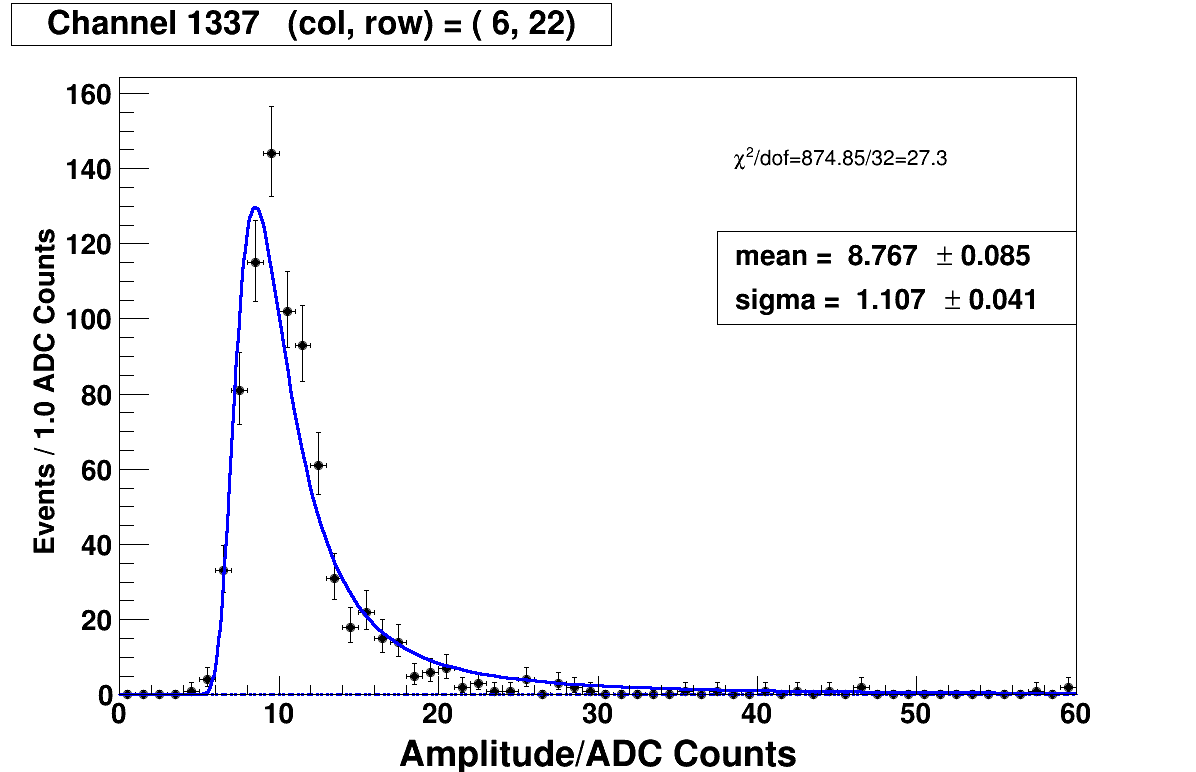 Channel 1337 (col, row) = ( 6, 22)
160
140
120
100
80
60
40
20
0
Events / 1.0 ADC Counts
χ²/dof=874.85/32=27.3
mean = 8.767 ± 0.085
sigma = 1.107 ± 0.041
0 10 20 30 40 50 60
Amplitude/ADC Counts